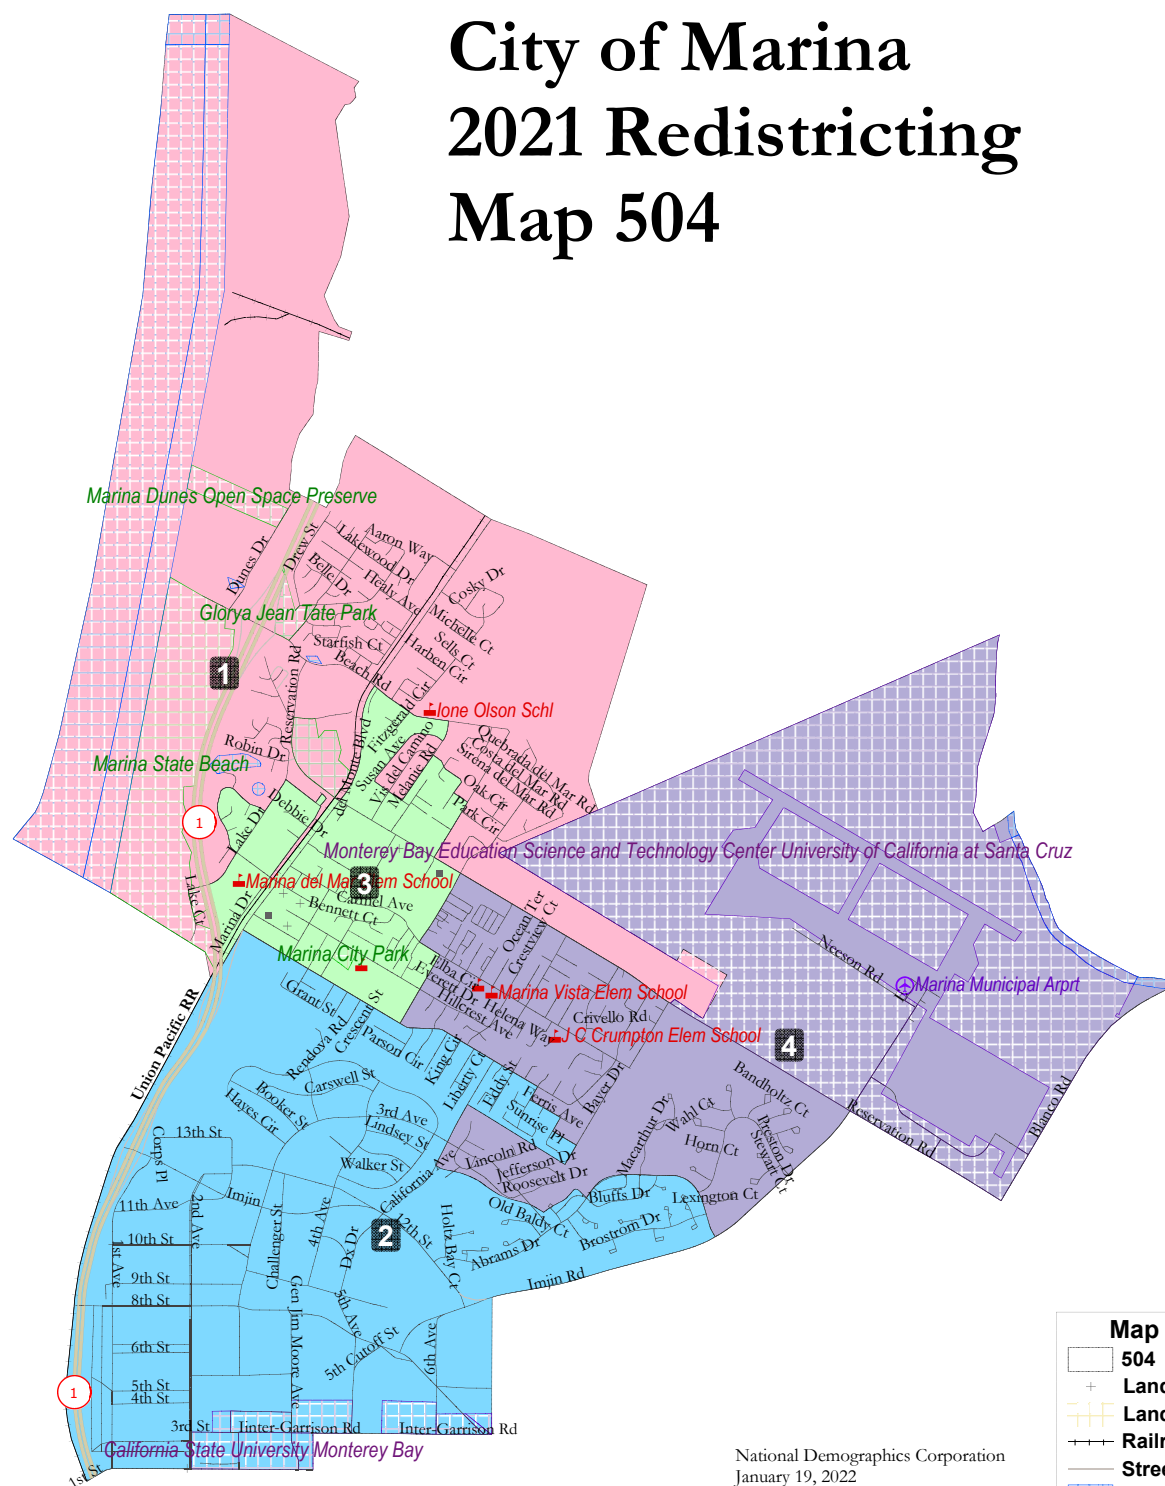 City of Marina
2021 Redistricting
Map 504
Marina Dunes Open Space Preserve
Dunes Dr
Drew St
Aaron Way
Lakewood Dr
Belle Dr
Healy Ave
Cosky Dr
Glorya Jean Tate Park
Michelle Ct
Starfish Ct
Sells Ct
Harben Cir
Beach Rd
1
Reservation Rd
Fitzgerald Cir
Ione Olson Schl
del Monte Blvd
Susan Ave
Vis del Camino
Melanie Rd
Quebrada del Mar Rd
Costa del Mar Rd
Sirena del Mar Rd
Robin Dr
Marina State Beach
Oak Cir
Park Cir
Debbie Dr
Lake Dr
1
Monterey Bay Education Science and Technology Center University of California at Santa Cruz
Marina del Mar Elem School
3
Lake Ct
Carmel Ave
Bennett Ct
Marina Dr
Ocean Ter
Crestview Ct
Marina City Park
Neeson Rd
Elba Cir
Everett Dr
Hillcrest Ave
Marina Vista Elem School
Marina Municipal Arprt
Helena Way
Crivello Rd
J C Crumpton Elem School
4
Union Pacific RR
Grant St
Crescent St
Rendova Rd
Parson Cir
King Cir
Liberty Ct
Eddy St
Carswell St
Booker St
Hayes Cir
3rd Ave
Lindsey St
Ferris Ave
Sunrise Pl
Bayer Dr
Bandholtz Ct
Macarthur Dr
Wahl Ct
Preston Dr
Stewart Ct
Horn Ct
Reservation Rd
Blanco Rd
13th St
Corps Pl
Walker St
California Ave
Lincoln Rd
Jefferson Dr
Roosevelt Dr
Imjin
11th Ave
2nd Ave
Challenger St
4th Ave
12th St
2
Dx Dr
Holtz Bay Ct
Old Baldy Ct
Bluffs Dr
Lexington Ct
Abrams Dr
Brostrom Dr
Imjin Rd
10th St
1st Ave
9th St
8th St
Gen Jim Moore Ave
5th Ave
5th Cutoff St
6th Ave
6th St
5th St
4th St
1
3rd St
Iinter-Garrison Rd
Inter-Garrison Rd
California State University Monterey Bay
1st St
National Demographics Corporation
January 19, 2022
Map
504
Land
Land
Railr
Stree